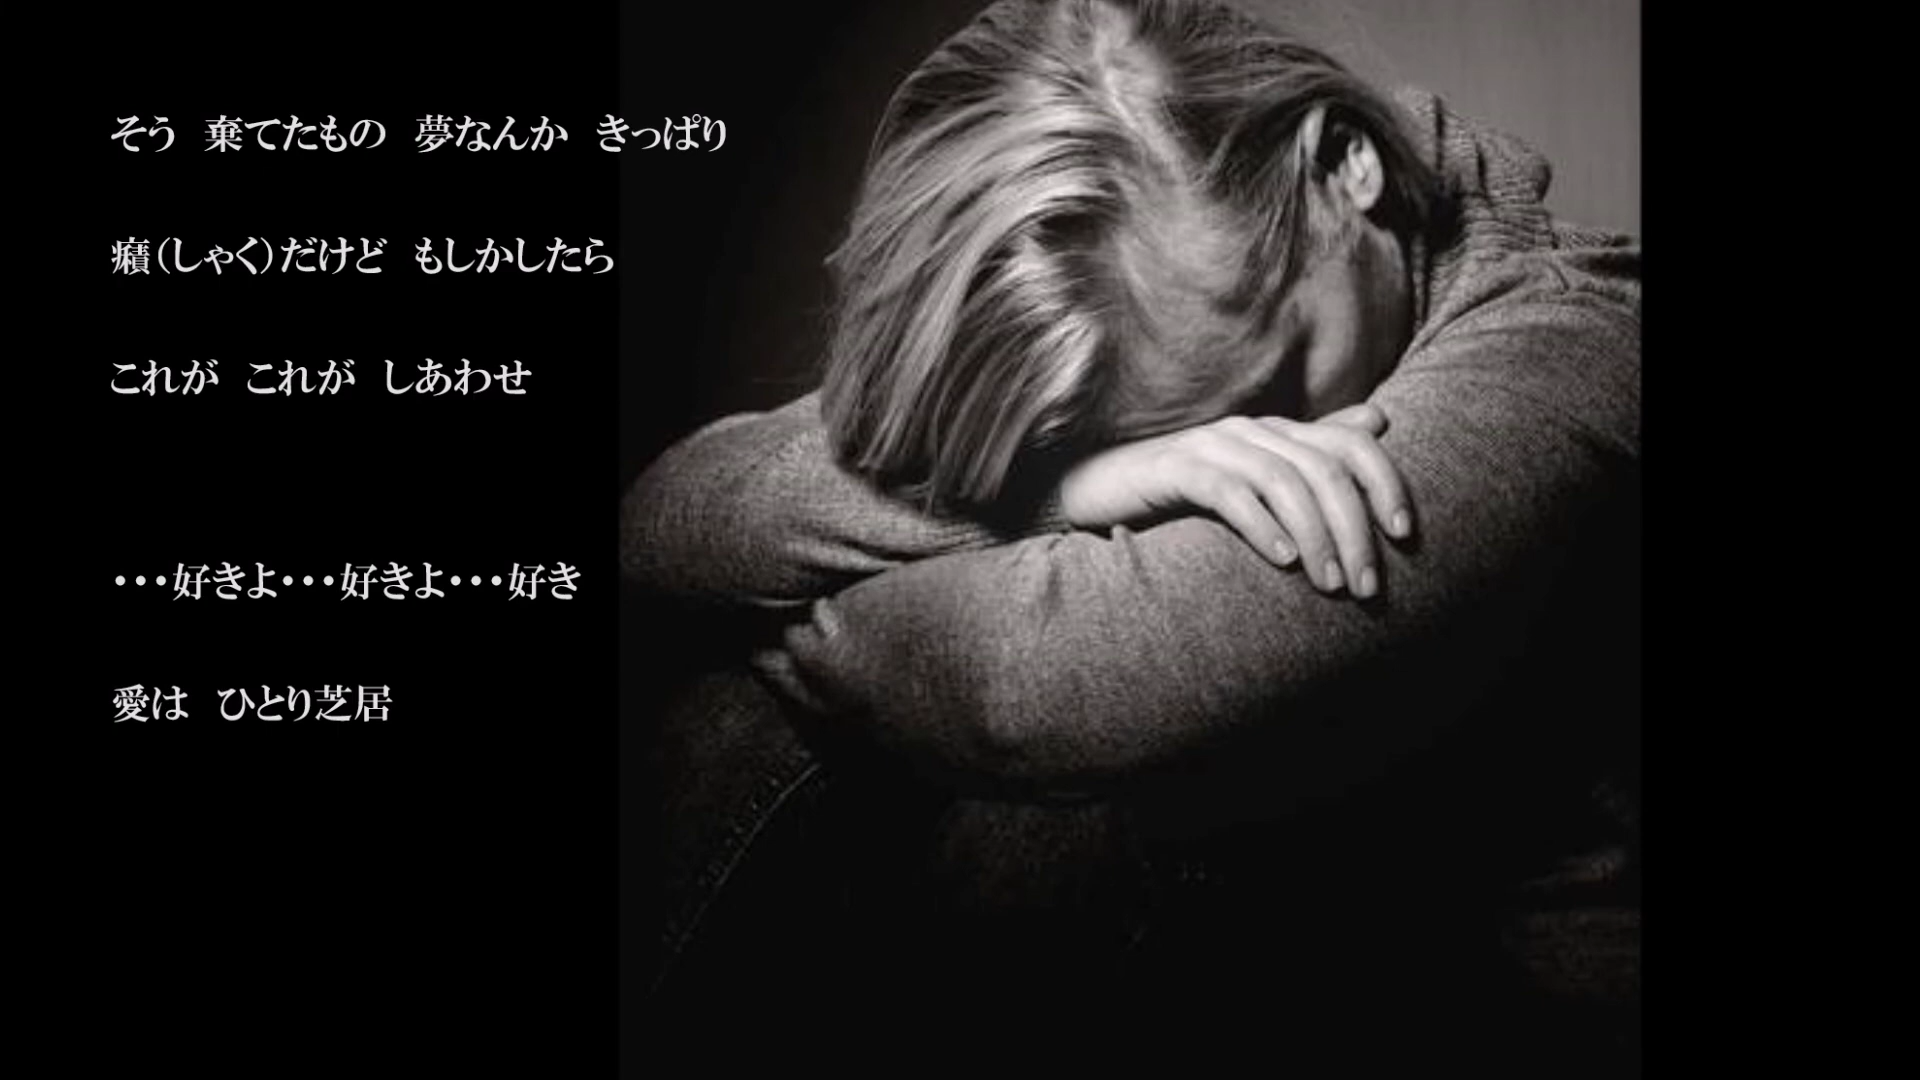 そう　棄てたもの　夢なんか　きっぱり
癪（しゃく）だけど　もしかしたら
これが　これが　しあわせ
・・・好きよ・・・好きよ・・・好き
愛は　ひとり芝居